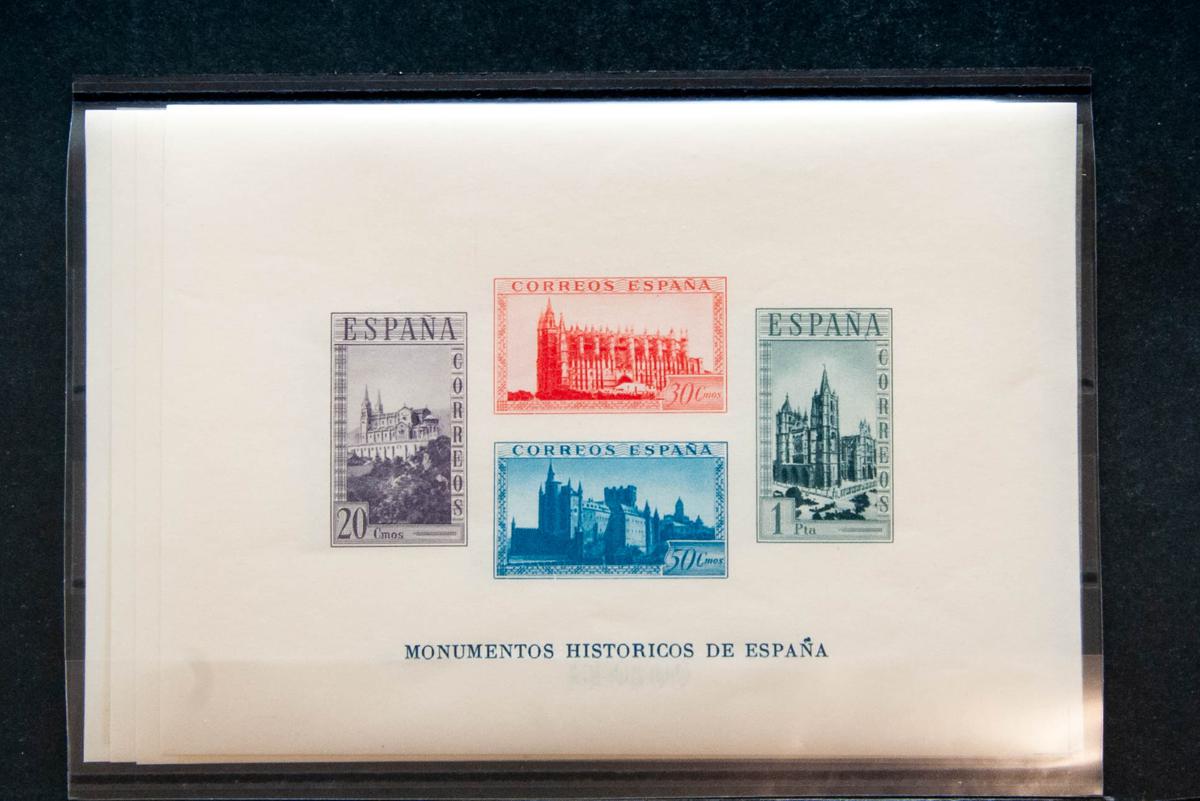 ESPAÑA
CORREOS
20 Cmos
CORREOS ESPAÑA
30 Cmos
CORREOS ESPAÑA
50 Cmos
ESPAÑA
CORREOS
1 Pta
MONUMENTOS HISTORICOS DE ESPAÑA